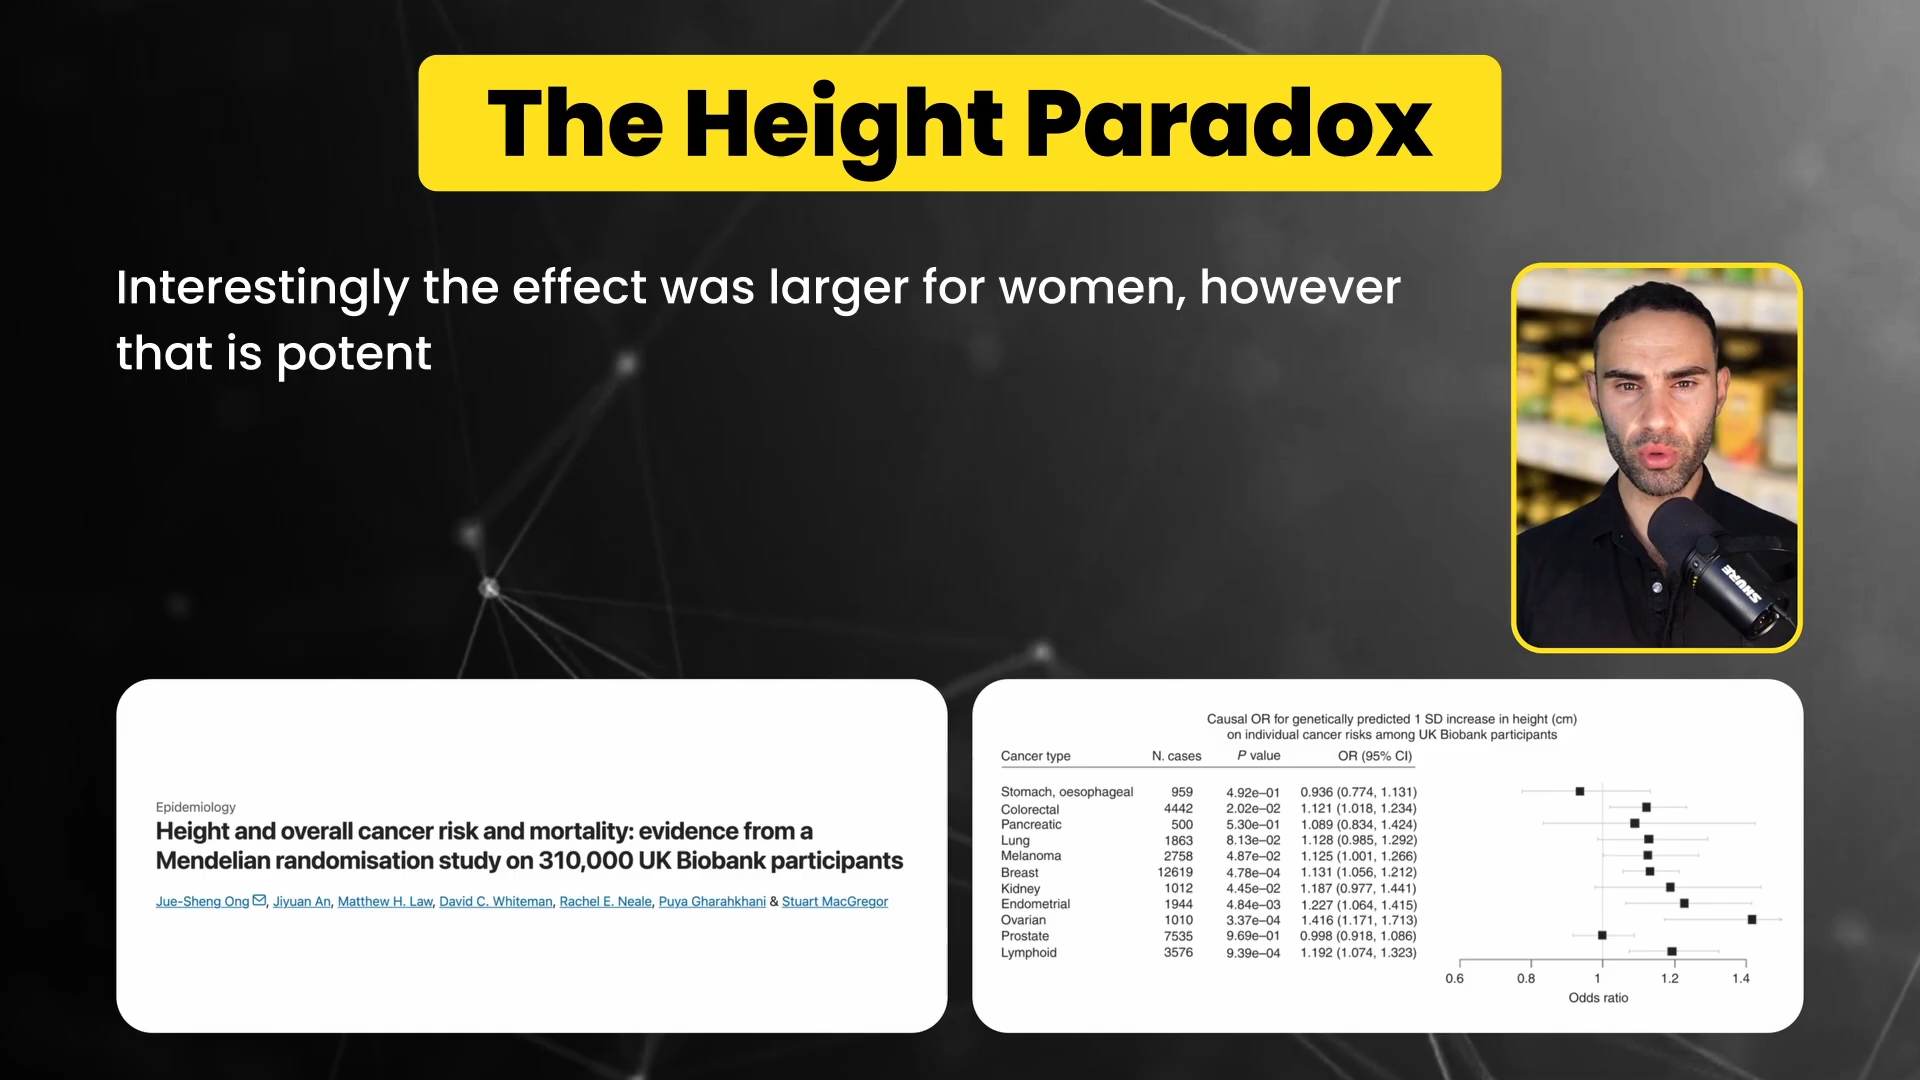 The Height Paradox
Interestingly the effect was larger for women, however
that is potent
SHURE
Epidemiology
Height and overall cancer risk and mortality: evidence from a
Mendelian randomisation study on 310,000 UK Biobank participants
Jue-Sheng Ong, Jiyuan An, Matthew H. Law, David C. Whiteman, Rachel E. Neale, Puya Gharahkhani & Stuart MacGregor
Causal OR for genetically predicted 1 SD increase in height (cm)
on individual cancer risks among UK Biobank participants
Cancer type N. cases P value OR (95% CI)
Stomach, oesophageal 959 4.92e–01 0.936 (0.774, 1.131)
Colorectal 4442 2.02e–02 1.121 (1.018, 1.234)
Pancreatic 500 5.30e–01 1.089 (0.834, 1.424)
Lung 1863 8.13e–02 1.128 (0.985, 1.292)
Melanoma 2758 4.87e–02 1.125 (1.001, 1.266)
Breast 12619 4.78e–04 1.131 (1.056, 1.212)
Kidney 1012 4.45e–02 1.187 (0.977, 1.441)
Endometrial 1944 4.84e–03 1.227 (1.064, 1.415)
Ovarian 1010 3.37e–04 1.416 (1.171, 1.713)
Prostate 7535 9.69e–01 0.998 (0.918, 1.086)
Lymphoid 3576 9.39e–04 1.192 (1.074, 1.323)
0.6 0.8 1 1.2 1.4
Odds ratio